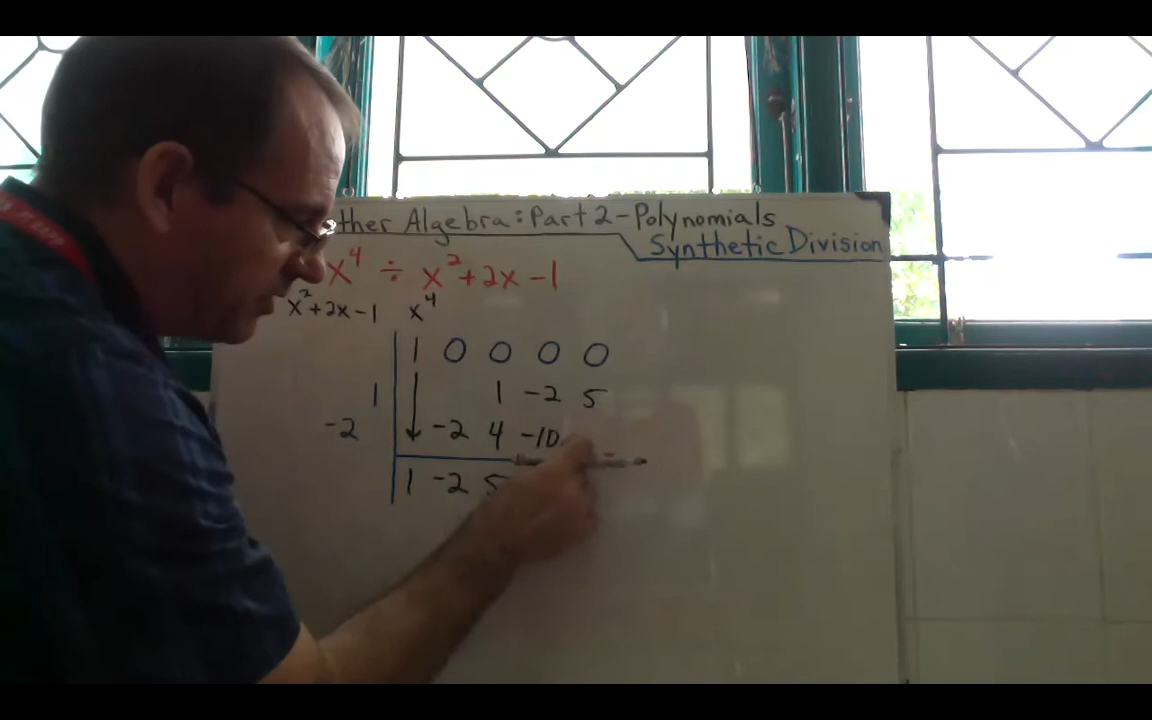 ther Algebra: Part 2 - Polynomials
Synthetic Division
x⁴ ÷ x² + 2x - 1
x² + 2x - 1 x⁴
1 0 0 0 0
1 1 -2 5
-2 -2 4 -10
1 -2 5